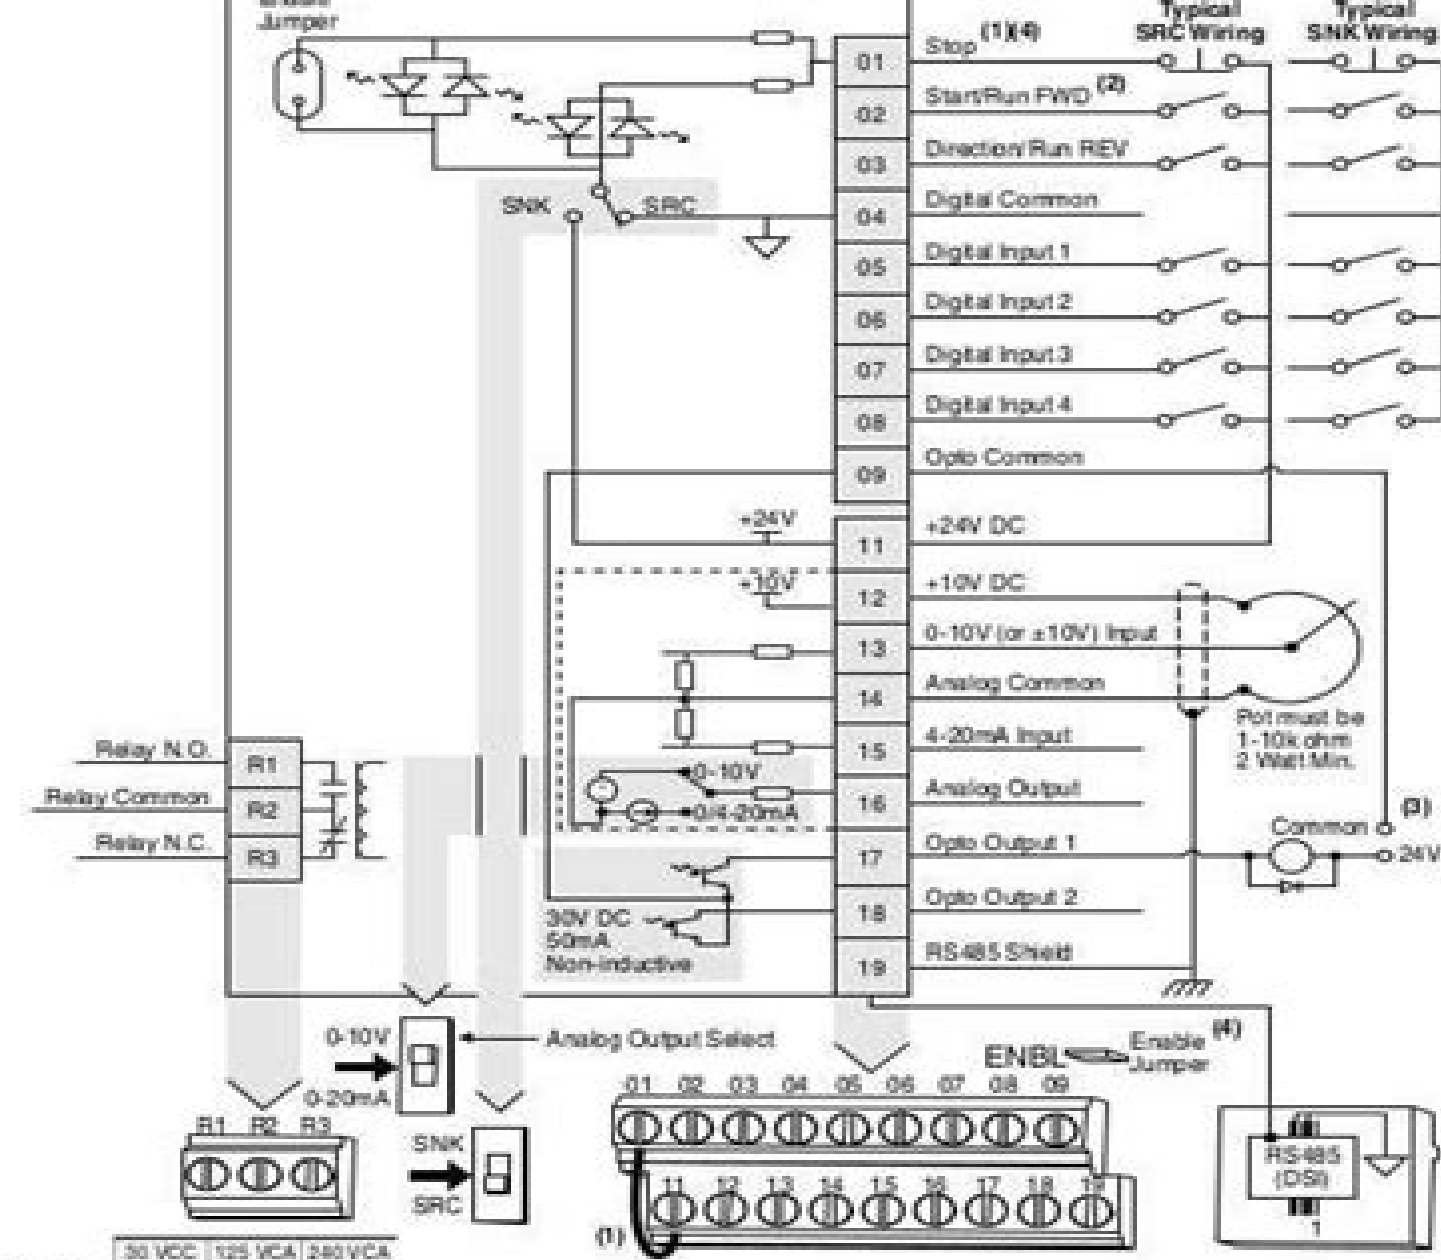 Jumper
Typical
SRC Wiring
Typical
SNK Wiring
01
Stop (1)(4)
02
Start/Run FWD (2)
03
Direction/Run REV
SNK
SRC
04
Digital Common
05
Digital Input 1
06
Digital Input 2
07
Digital Input 3
08
Digital Input 4
09
Opto Common
+24V
11
+24V DC
+10V
12
+10V DC
13
0-10V (or ±10V) Input
14
Analog Common
Pot must be
1-10k ohm
2 Watt Min.
15
4-20mA Input
0-10V
0/4-20mA
16
Analog Output
Relay N.O.
R1
Relay Common
R2
Relay N.C.
R3
17
Opto Output 1
Common
(3)
24V
30V DC
50mA
Non-inductive
18
Opto Output 2
19
RS485 Shield
0-10V
0-20mA
Analog Output Select
SNK
SRC
R1 R2 R3
ENBL
Enable (4)
Jumper
01 02 03 04 05 06 07 08 09
11 12 13 14 15 16 17 18 19
(1)
RS485
(DSI)
1
30 VCC 125 VCA 240 VCA